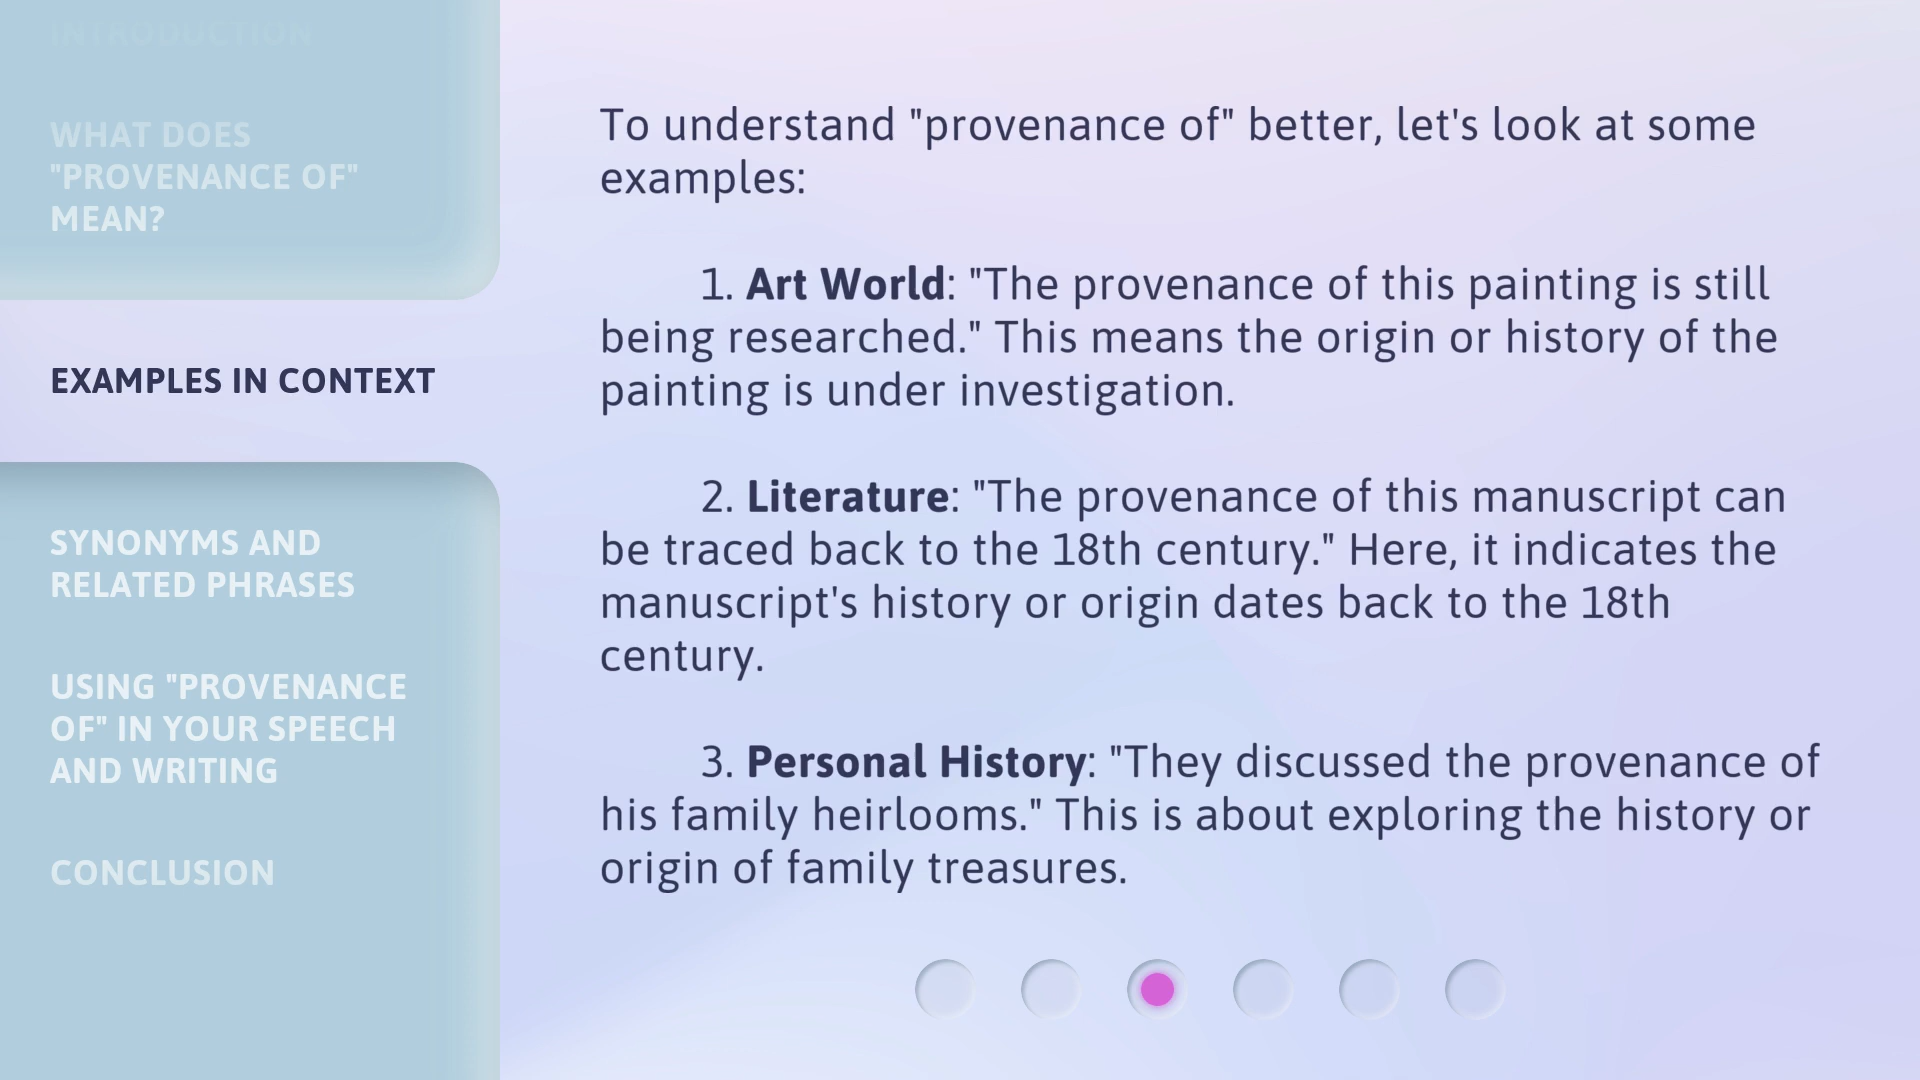 INTRODUCTION
WHAT DOES
"PROVENANCE OF"
MEAN?
EXAMPLES IN CONTEXT
SYNONYMS AND
RELATED PHRASES
USING "PROVENANCE
OF" IN YOUR SPEECH
AND WRITING
CONCLUSION
To understand "provenance of" better, let's look at some
examples:
1. Art World: "The provenance of this painting is still
being researched." This means the origin or history of the
painting is under investigation.
2. Literature: "The provenance of this manuscript can
be traced back to the 18th century." Here, it indicates the
manuscript's history or origin dates back to the 18th
century.
3. Personal History: "They discussed the provenance of
his family heirlooms." This is about exploring the history or
origin of family treasures.